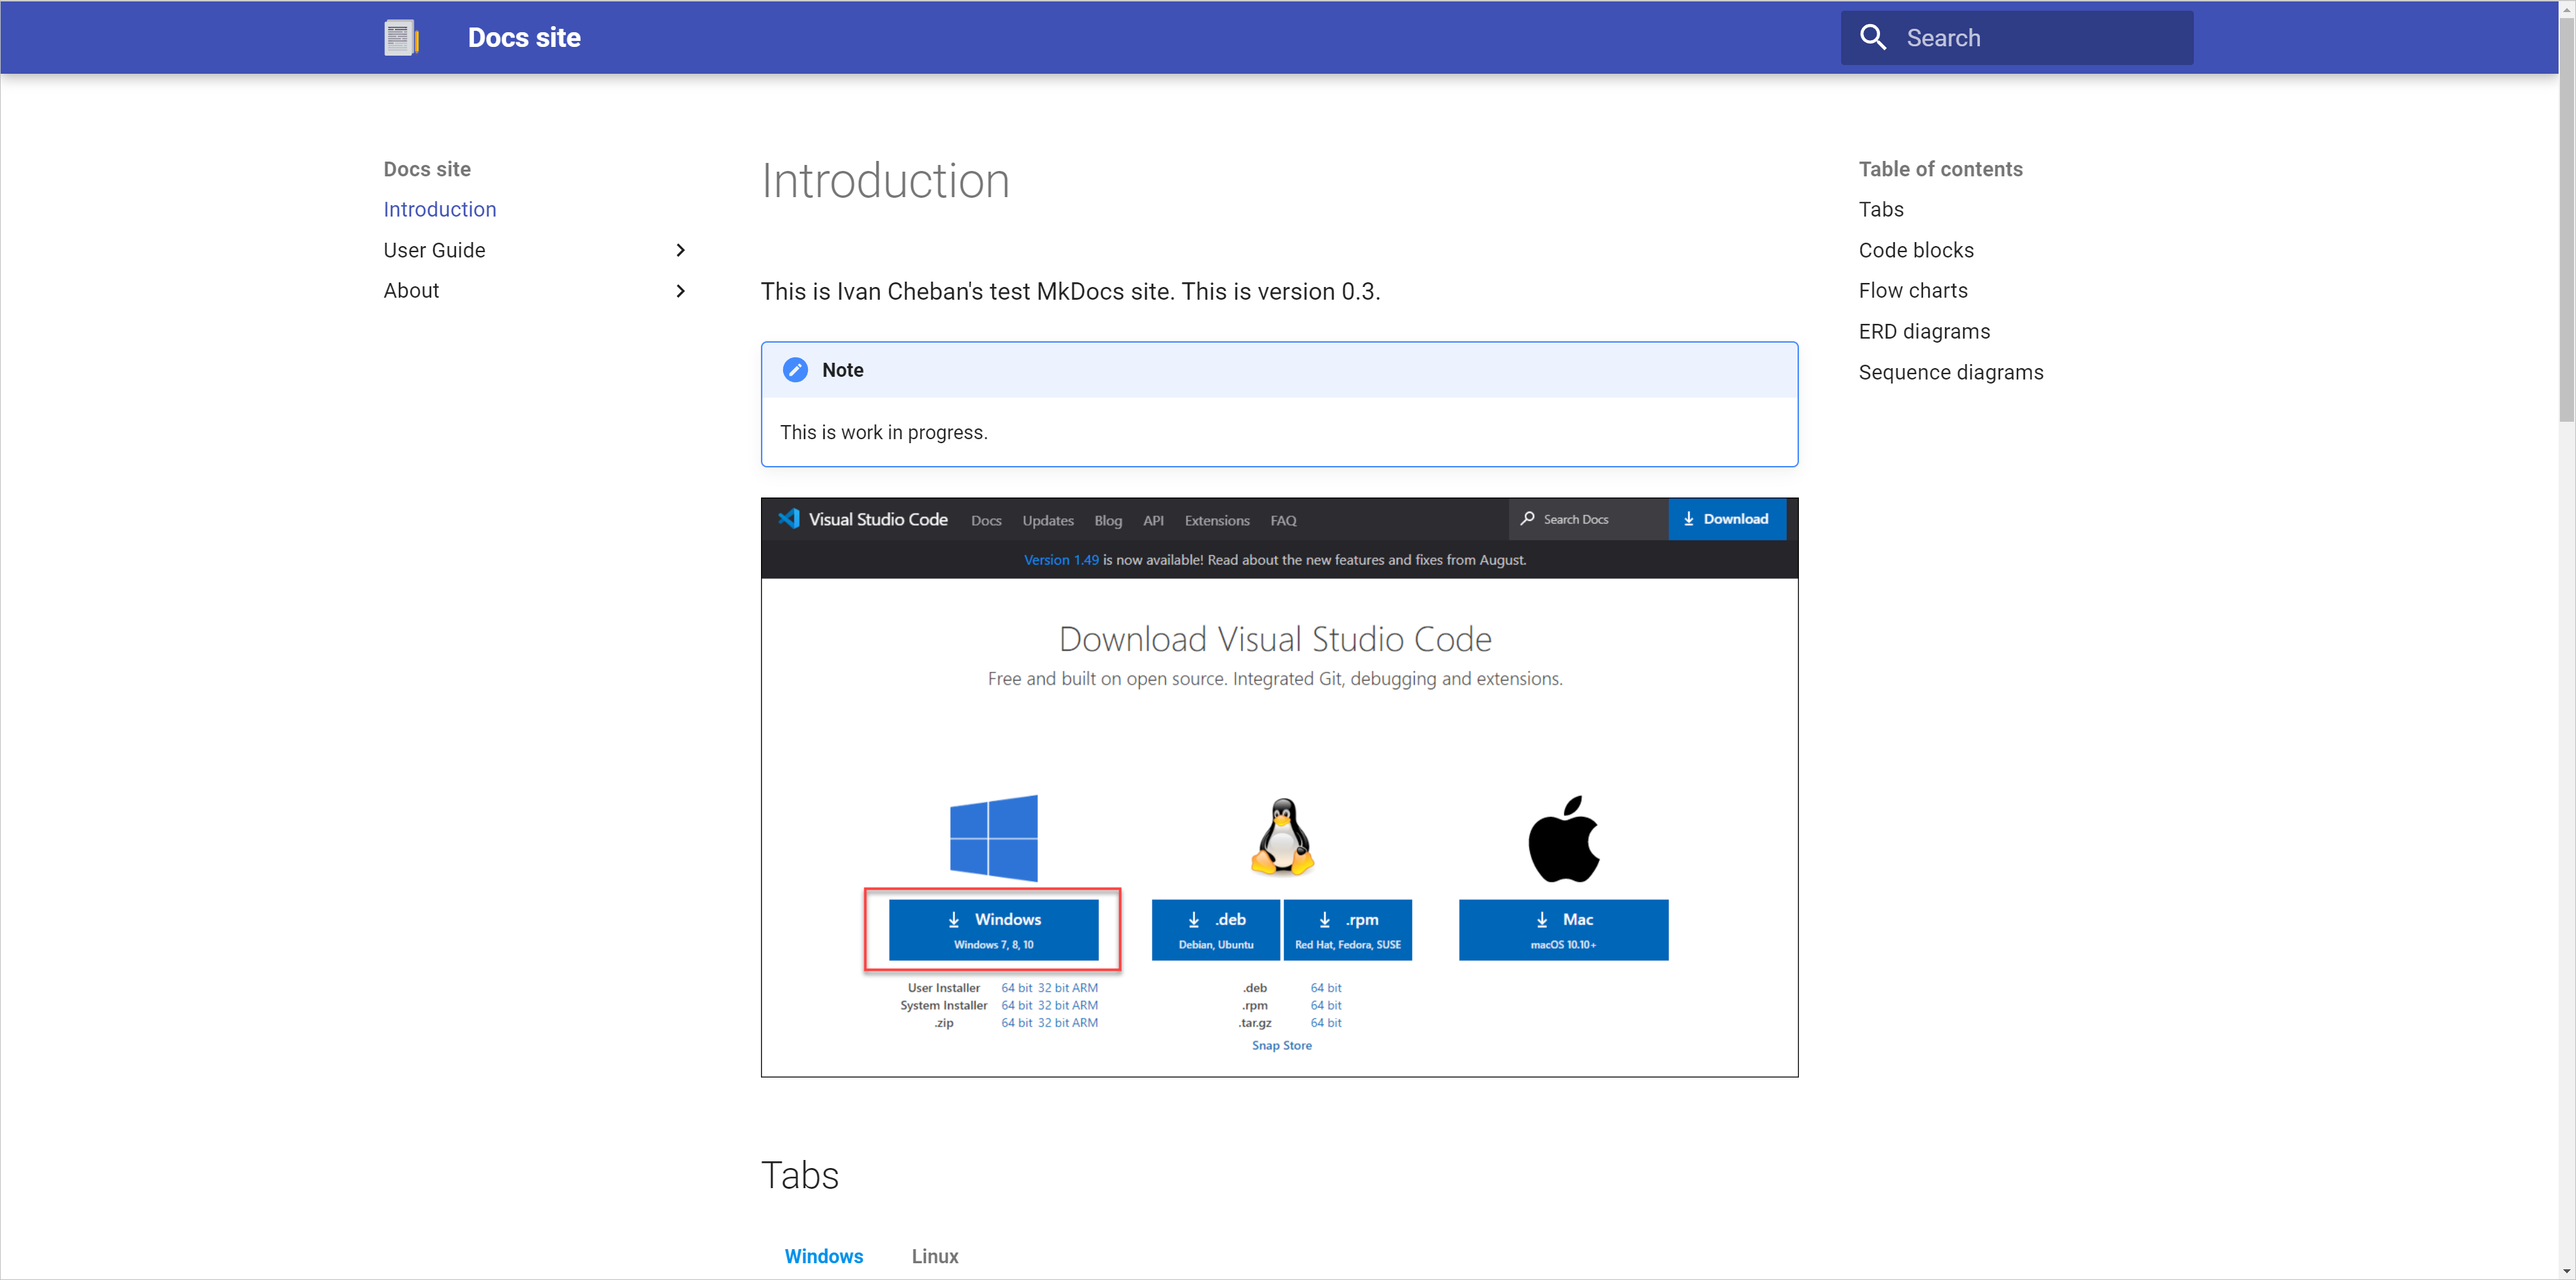 Docs site
Search
Docs site
Introduction
User Guide
About
Introduction
This is Ivan Cheban's test MkDocs site. This is version 0.3.
Note
This is work in progress.
Visual Studio Code Docs Updates Blog API Extensions FAQ Search Docs Download
Version 1.49 is now available! Read about the new features and fixes from August.
Download Visual Studio Code
Free and built on open source. Integrated Git, debugging and extensions.
Windows
Windows 7, 8, 10
User Installer 64 bit 32 bit ARM
System Installer 64 bit 32 bit ARM
.zip 64 bit 32 bit ARM
.deb
Debian, Ubuntu
.rpm
Red Hat, Fedora, SUSE
.deb 64 bit
.rpm 64 bit
.tar.gz 64 bit
Snap Store
Mac
macOS 10.10+
Tabs
Windows Linux
Table of contents
Tabs
Code blocks
Flow charts
ERD diagrams
Sequence diagrams